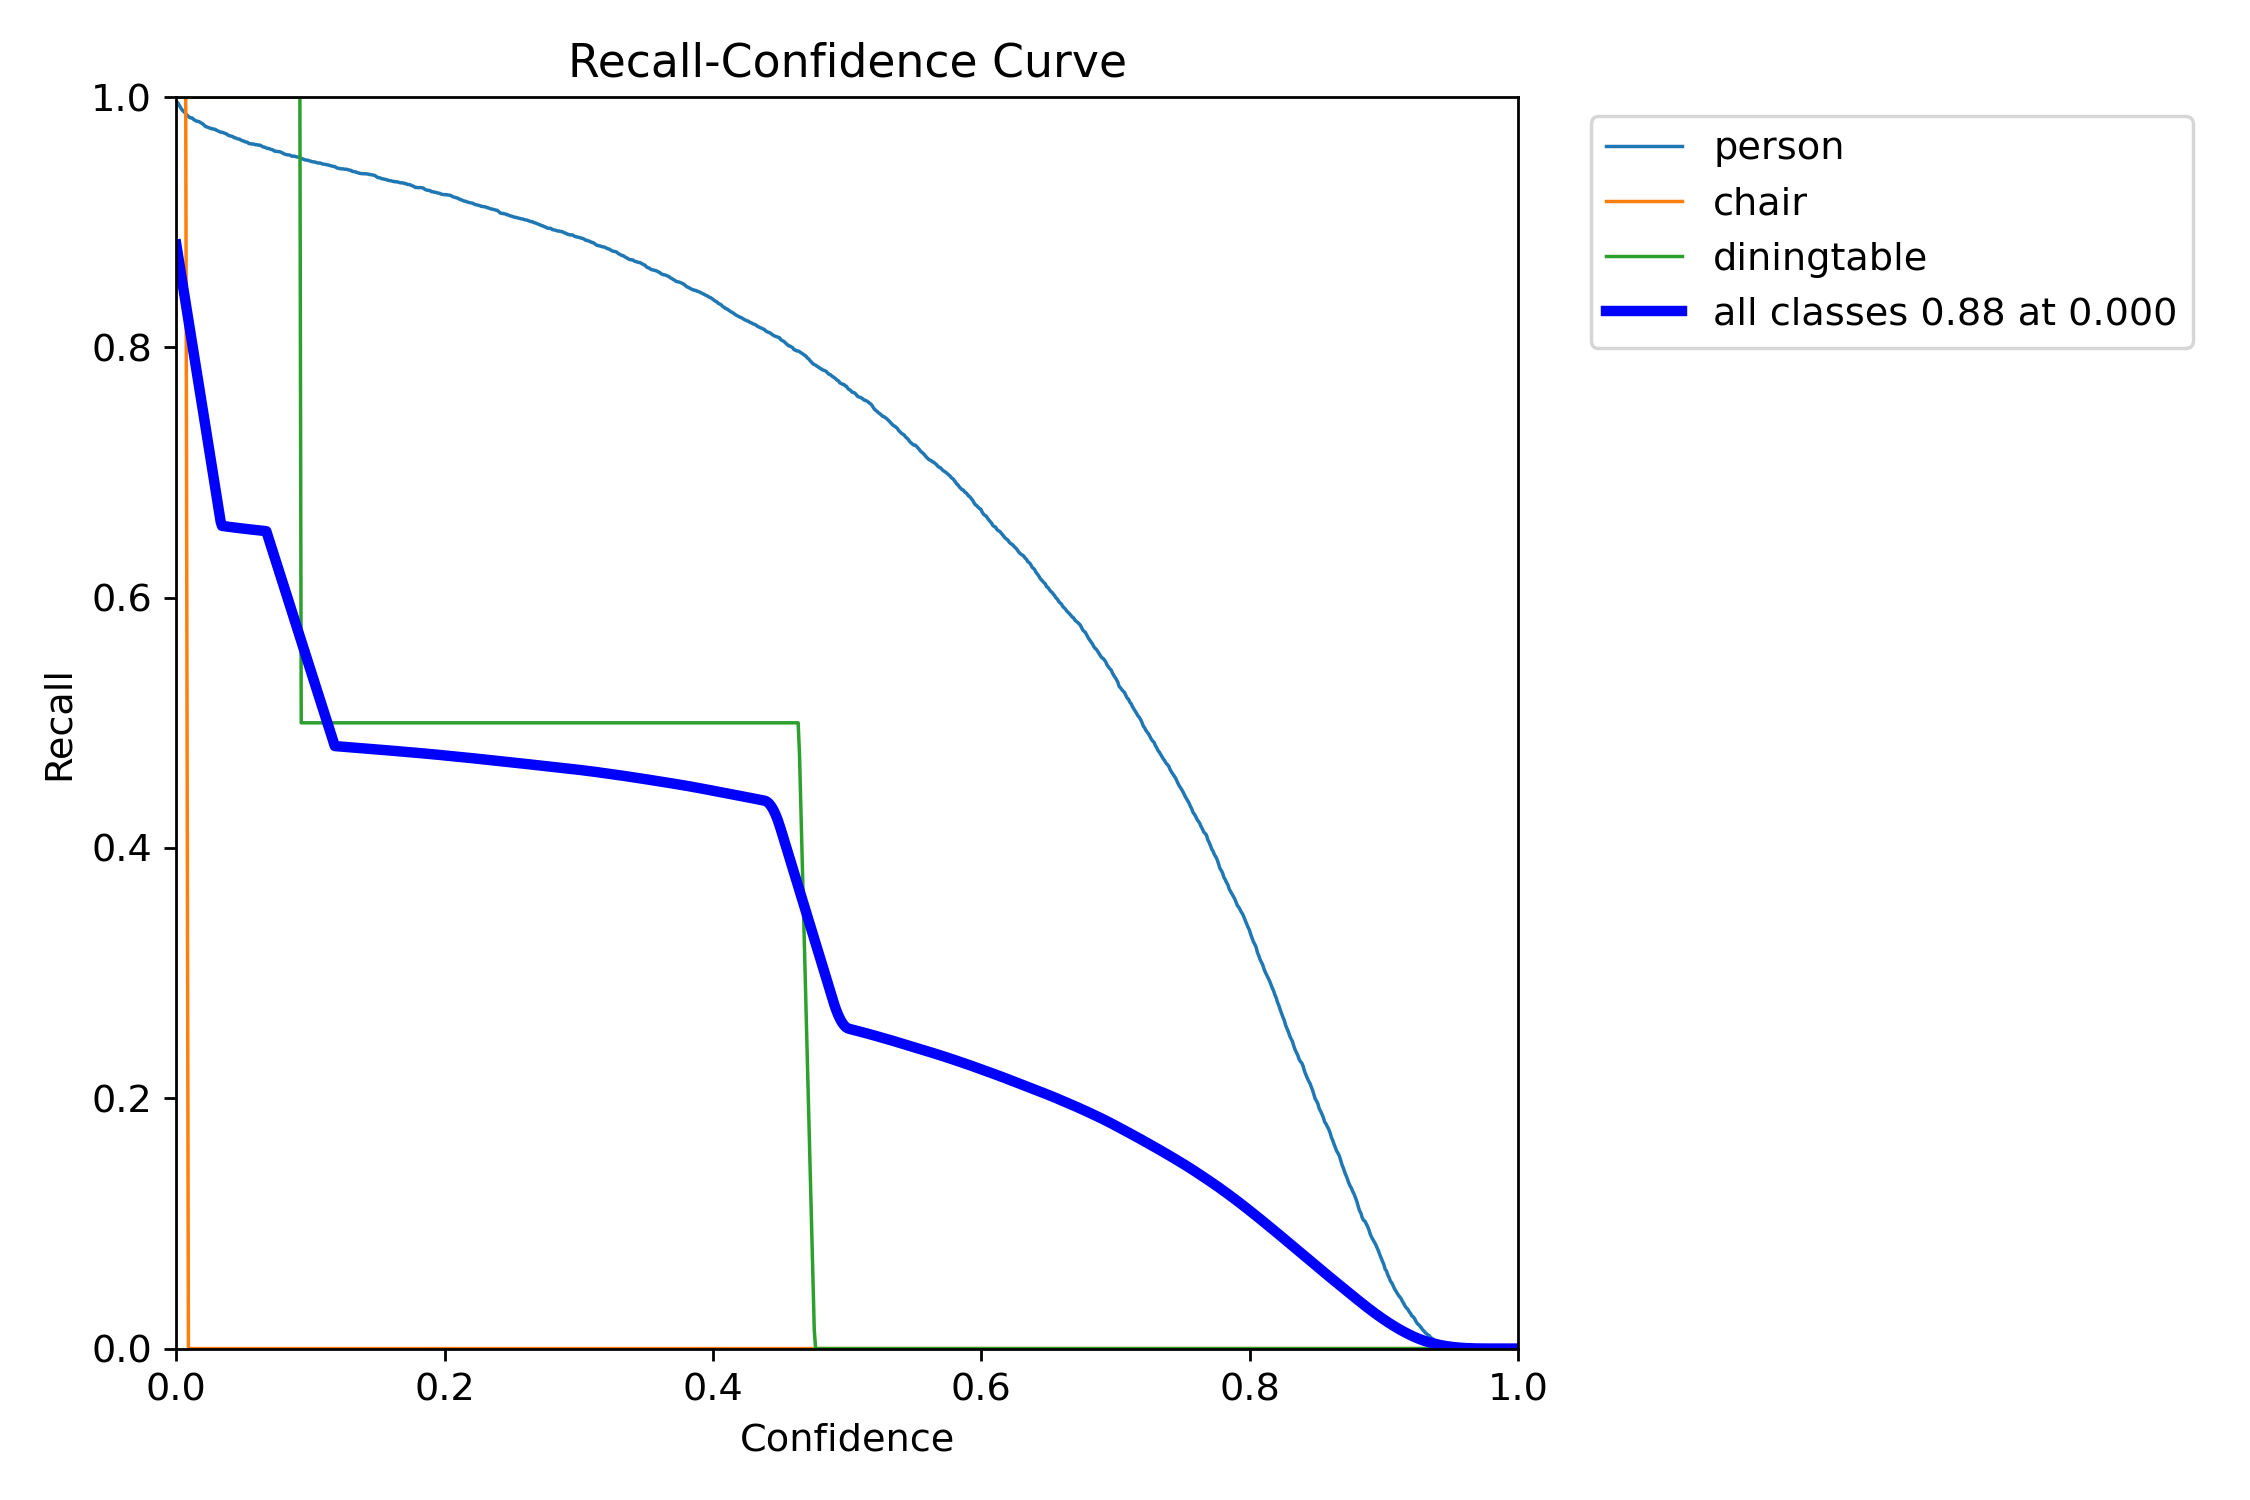 Recall-Confidence Curve
1.0
0.8
0.6
0.4
0.2
0.0
Recall
0.0 0.2 0.4 0.6 0.8 1.0
Confidence
person
chair
diningtable
all classes 0.88 at 0.000